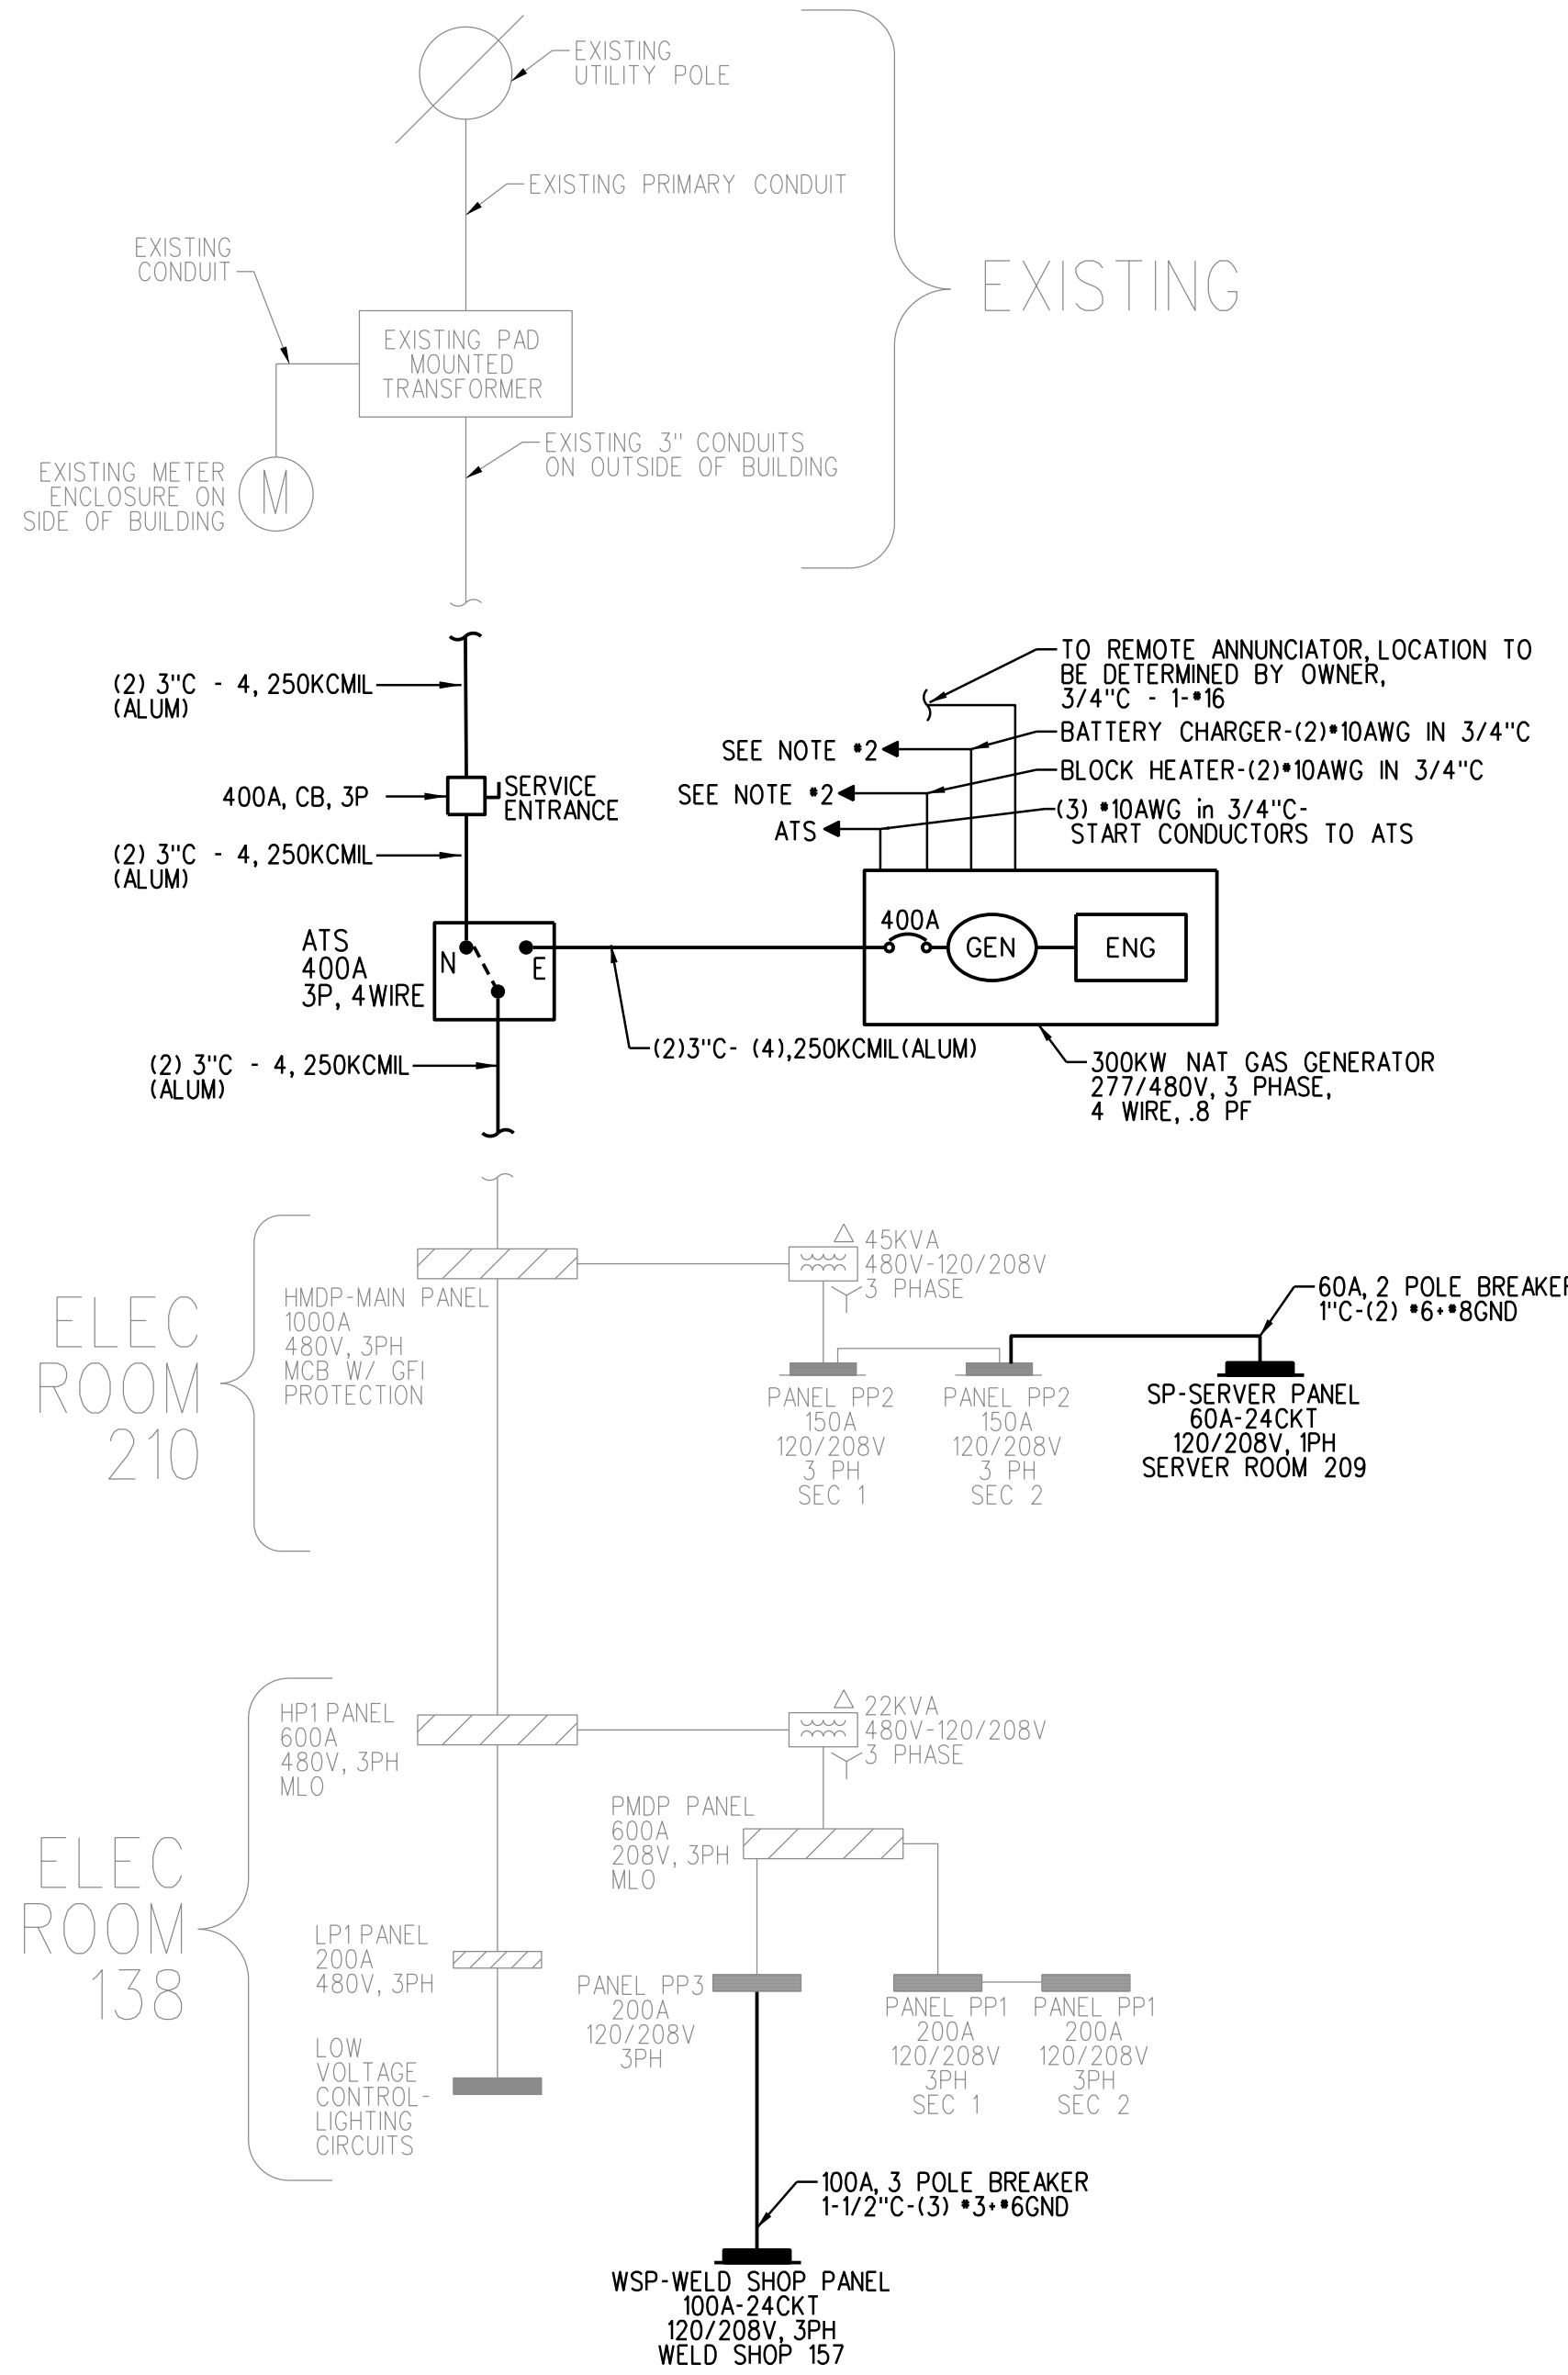 EXISTING
UTILITY POLE
EXISTING PRIMARY CONDUIT
EXISTING
CONDUIT
EXISTING
EXISTING PAD
MOUNTED
TRANSFORMER
EXISTING 3" CONDUITS
ON OUTSIDE OF BUILDING
EXISTING METER
ENCLOSURE ON
SIDE OF BUILDING
M
(2) 3"C - 4, 250KCMIL
(ALUM)
400A, CB, 3P
SERVICE
ENTRANCE
(2) 3"C - 4, 250KCMIL
(ALUM)
TO REMOTE ANNUNCIATOR, LOCATION TO
BE DETERMINED BY OWNER,
3/4"C - 1-#16
BATTERY CHARGER-(2)#10AWG IN 3/4"C
SEE NOTE #2
BLOCK HEATER-(2)#10AWG IN 3/4"C
SEE NOTE #2
(3) #10AWG in 3/4"C-
START CONDUCTORS TO ATS
ATS
ATS
400A
3P, 4WIRE
N
E
400A
GEN
ENG
(2)3"C- (4),250KCMIL(ALUM)
(2) 3"C - 4, 250KCMIL
(ALUM)
300KW NAT GAS GENERATOR
277/480V, 3 PHASE,
4 WIRE, .8 PF
ELEC
ROOM
210
HMDP-MAIN PANEL
1000A
480V, 3PH
MCB W/ GFI
PROTECTION
45KVA
480V-120/208V
3 PHASE
60A, 2 POLE BREAKER
1"C-(2) #6+#8GND
PANEL PP2
150A
120/208V
3 PH
SEC 1
PANEL PP2
150A
120/208V
3 PH
SEC 2
SP-SERVER PANEL
60A-24CKT
120/208V, 1PH
SERVER ROOM 209
ELEC
ROOM
138
HP1 PANEL
600A
480V, 3PH
MLO
22KVA
480V-120/208V
3 PHASE
PMDP PANEL
600A
208V, 3PH
MLO
LP1 PANEL
200A
480V, 3PH
LOW
VOLTAGE
CONTROL-
LIGHTING
CIRCUITS
PANEL PP3
200A
120/208V
3PH
PANEL PP1
200A
120/208V
3PH
SEC 1
PANEL PP1
200A
120/208V
3PH
SEC 2
100A, 3 POLE BREAKER
1-1/2"C-(3) #3+#6GND
WSP-WELD SHOP PANEL
100A-24CKT
120/208V, 3PH
WELD SHOP 157